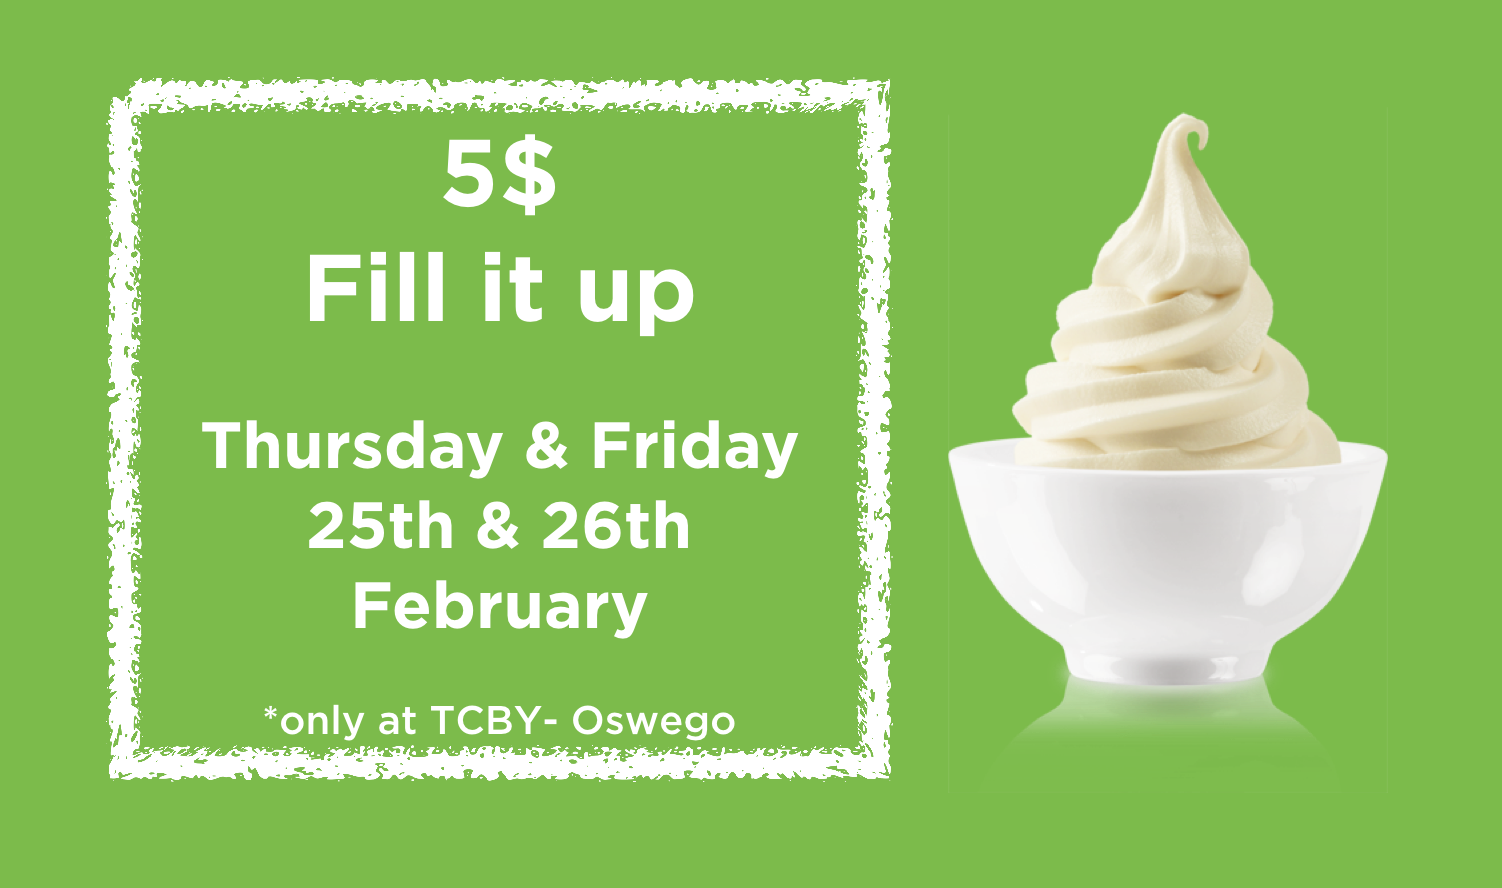 5$
Fill it up
Thursday & Friday
25th & 26th
February
*only at TCBY- Oswego